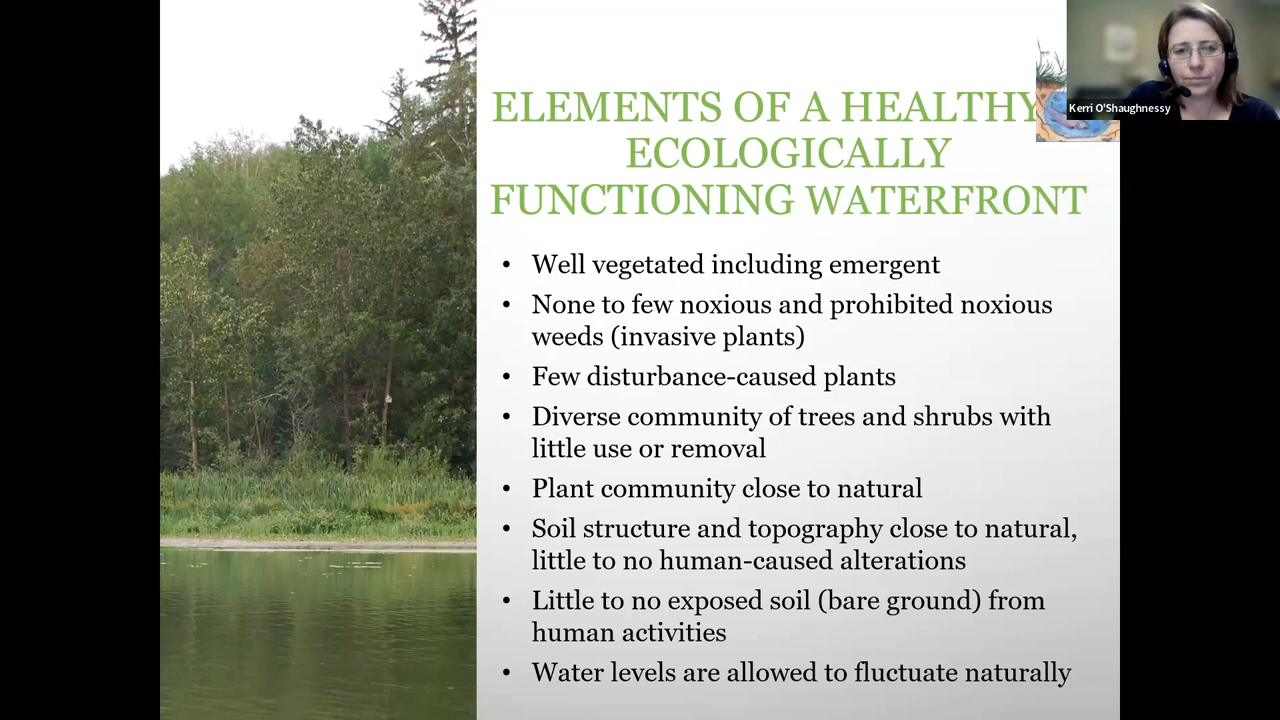 ELEMENTS OF A HEALTHY
ECOLOGICALLY
FUNCTIONING WATERFRONT
• Well vegetated including emergent
• None to few noxious and prohibited noxious
weeds (invasive plants)
• Few disturbance-caused plants
• Diverse community of trees and shrubs with
little use or removal
• Plant community close to natural
• Soil structure and topography close to natural,
little to no human-caused alterations
• Little to no exposed soil (bare ground) from
human activities
• Water levels are allowed to fluctuate naturally
Kerri O'Shaughnessy